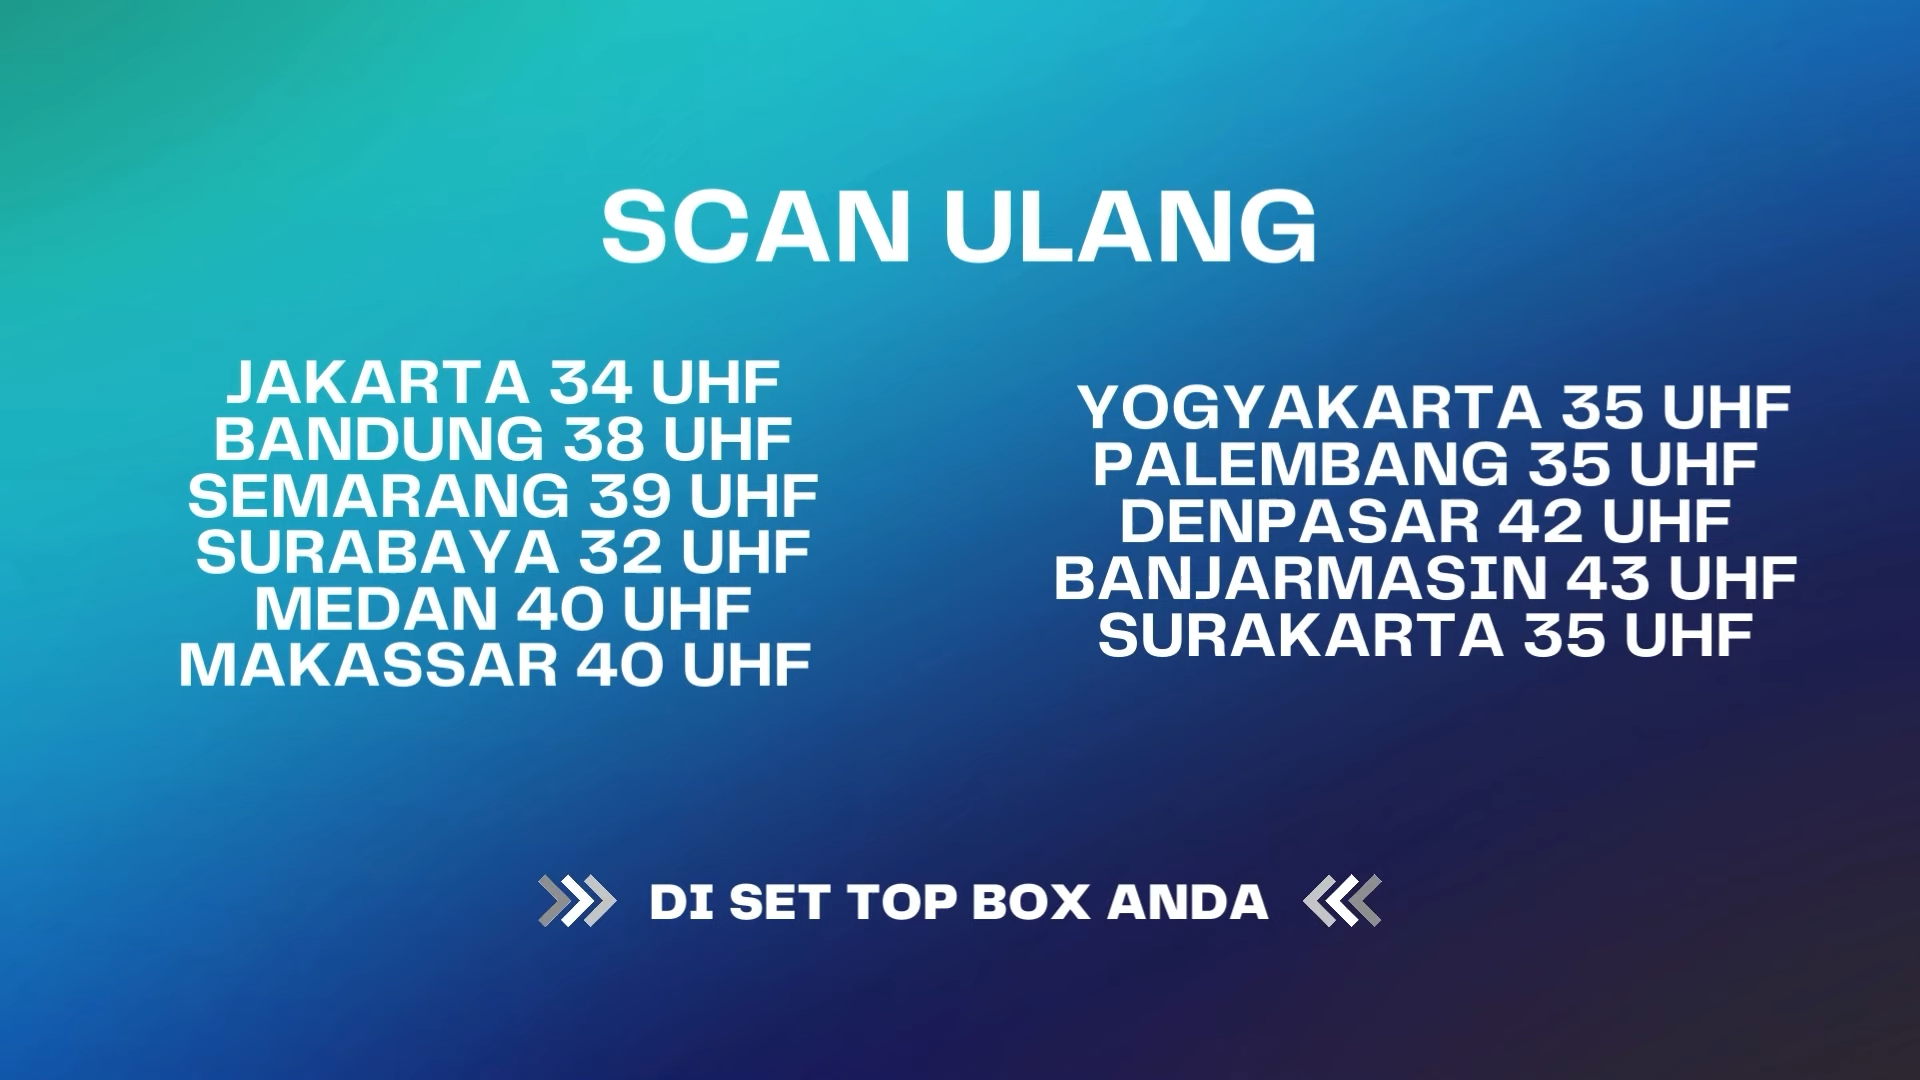 SCAN ULANG
JAKARTA 34 UHF
BANDUNG 38 UHF
SEMARANG 39 UHF
SURABAYA 32 UHF
MEDAN 40 UHF
MAKASSAR 40 UHF
YOGYAKARTA 35 UHF
PALEMBANG 35 UHF
DENPASAR 42 UHF
BANJARMASIN 43 UHF
SURAKARTA 35 UHF
DI SET TOP BOX ANDA